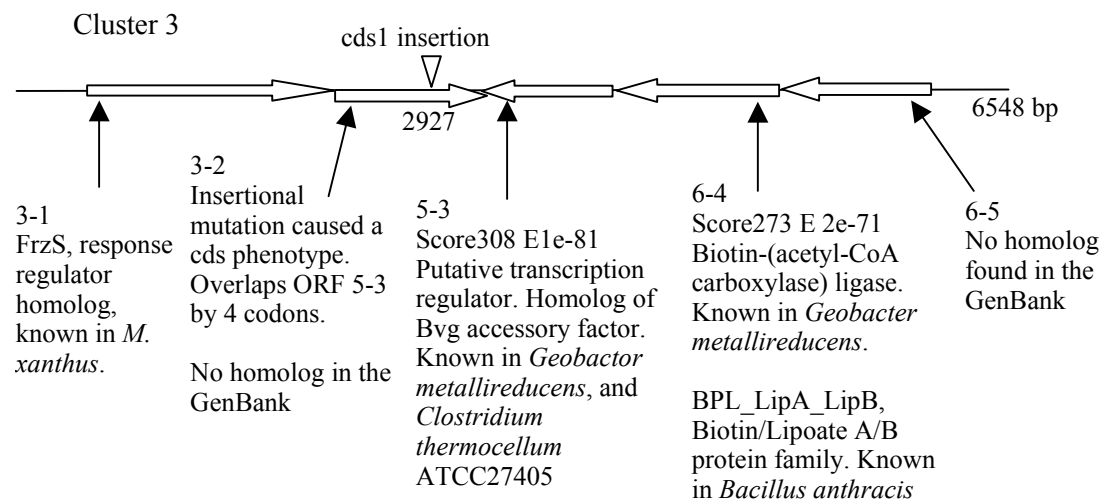 Cluster 3
cds1 insertion
2927
6548 bp
3-1
FrzS, response
regulator
homolog,
known in M.
xanthus.
3-2
Insertional
mutation caused a
cds phenotype.
Overlaps ORF 5-3
by 4 codons.
No homolog in the
GenBank
5-3
Score308 E1e-81
Putative transcription
regulator. Homolog of
Bvg accessory factor.
Known in Geobactor
metallireducens, and
Clostridium
thermocellum
ATCC27405
6-4
Score273 E 2e-71
Biotin-(acetyl-CoA
carboxylase) ligase.
Known in Geobacter
metallireducens.
BPL_LipA_LipB,
Biotin/Lipoate A/B
protein family. Known
in Bacillus anthracis
6-5
No homolog
found in the
GenBank